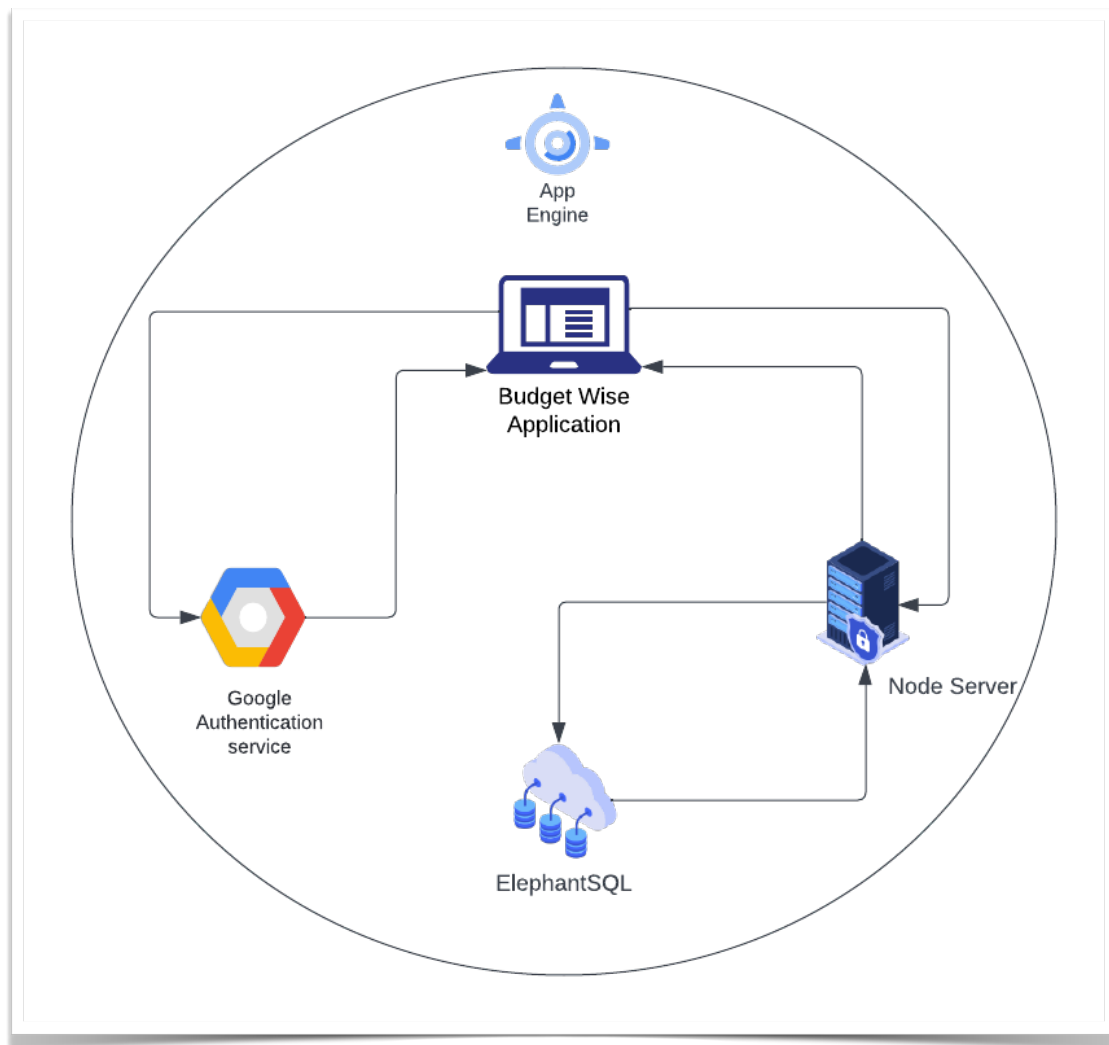 App
Engine
Budget Wise
Application
Google
Authentication
service
Node Server
ElephantSQL